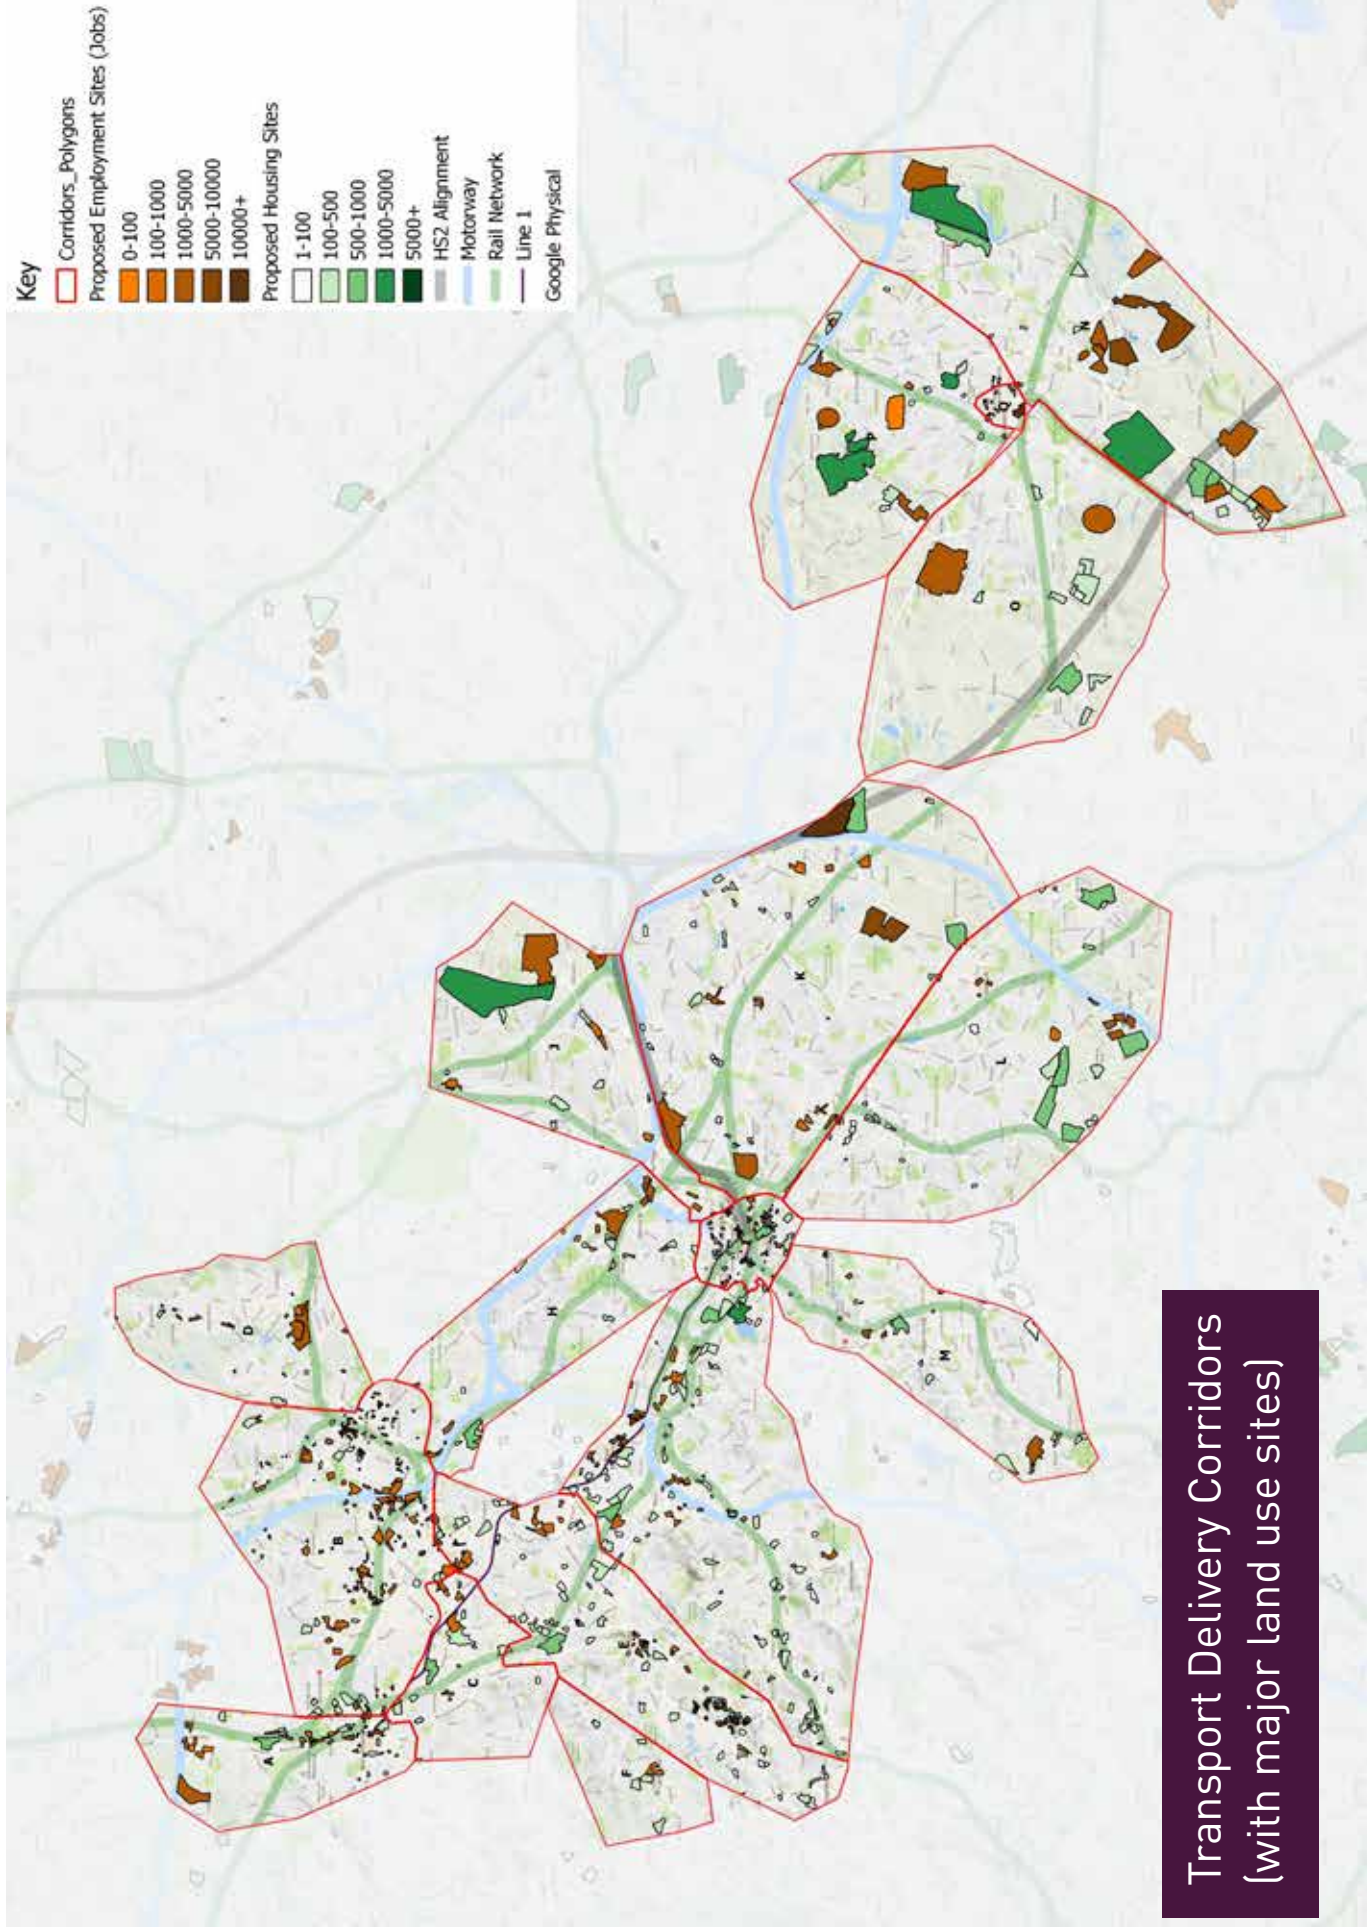 Key
Corridors_Polygons
Proposed Employment Sites (Jobs)
0-100
100-1000
1000-5000
5000-10000
10000+
Proposed Housing Sites
1-100
100-500
500-1000
1000-5000
5000+
HS2 Alignment
Motorway
Rail Network
Line 1
Google Physical
A
B
C
D
E
F
G
H
J
K
L
M
N
O
P
Q
Transport Delivery Corridors
(with major land use sites)